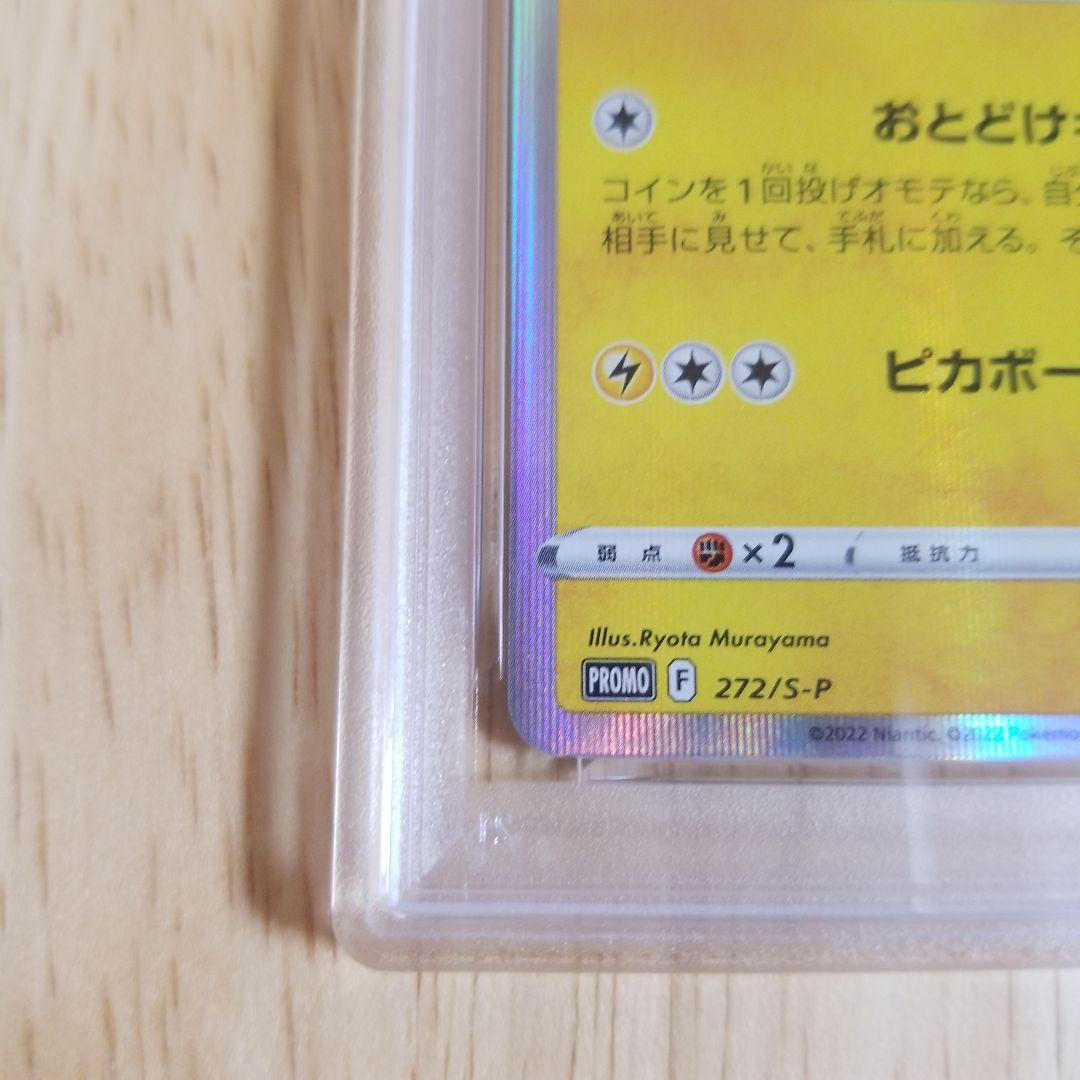 おとどけ
かい な
コインを1回投げオモテなら、自
あいて み てふだ くわ
相手に見せて、手札に加える。そ
ピカボー
弱点 ×2 抵抗力
Illus.Ryota Murayama
PROMO F 272/S-P
©2022 Niantic. ©2022 Pokémon